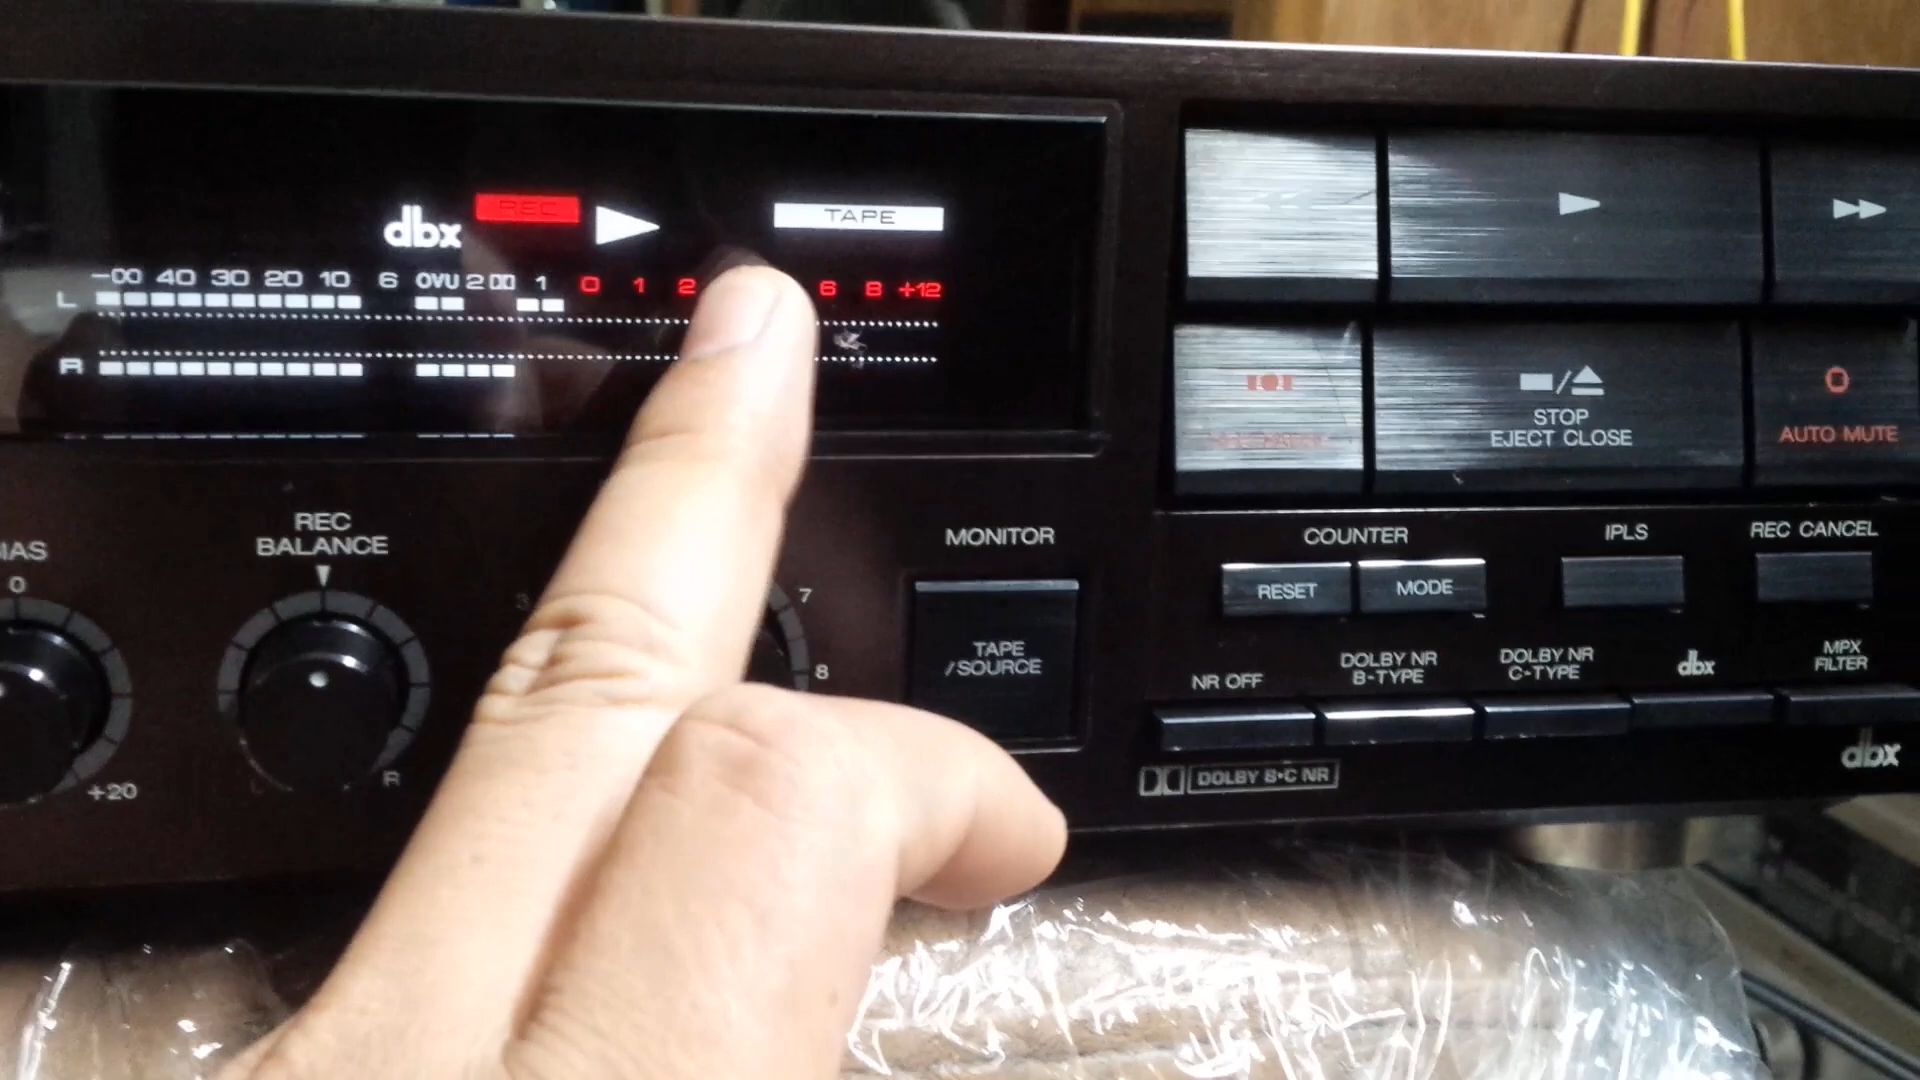 dbx REC TAPE
-00 40 30 20 10 6 0VU 2 1 0 1 2 6 8 +12
L
R
STOP
EJECT CLOSE
AUTO MUTE
BIAS
0
+20
REC
BALANCE
R
3
7
8
MONITOR
TAPE
/SOURCE
COUNTER
RESET MODE
IPLS
REC CANCEL
NR OFF
DOLBY NR
B-TYPE
DOLBY NR
C-TYPE
dbx
MPX
FILTER
DOLBY B•C NR
dbx